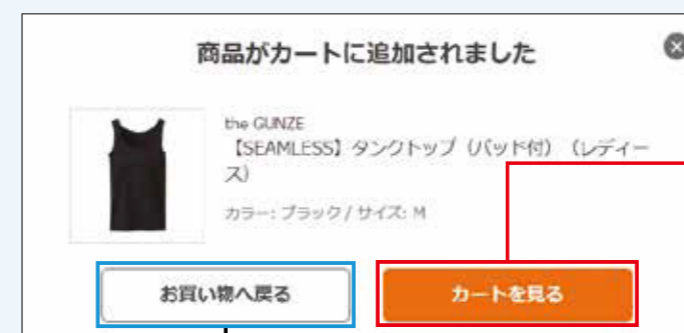 商品がカートに追加されました
the GUNZE
【SEAMLESS】タンクトップ（パッド付）（レディー
ス）
カラー: ブラック / サイズ: M
お買い物へ戻る
カートを見る